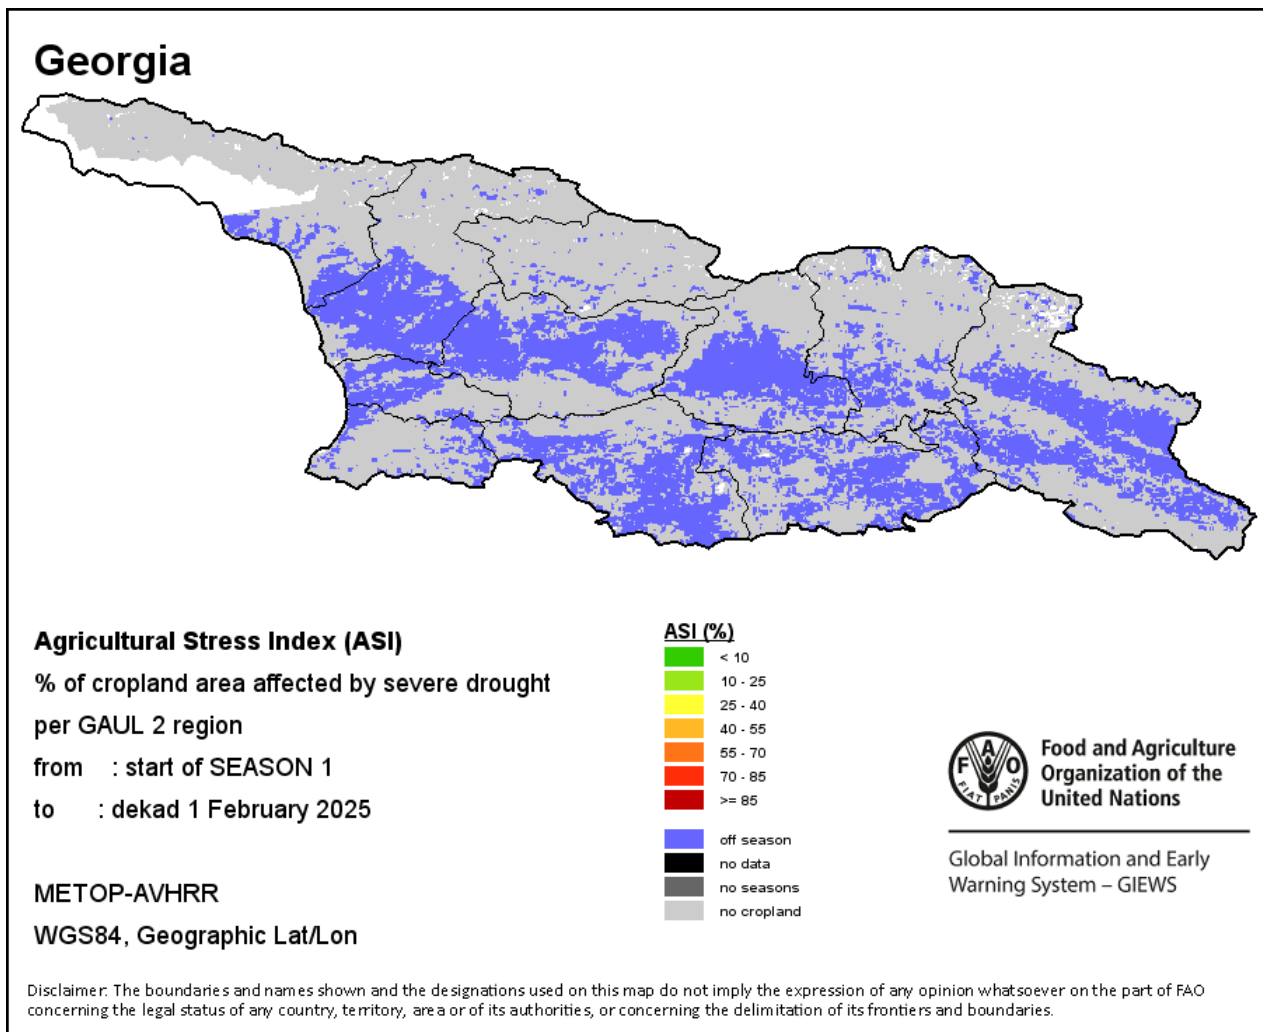 Georgia
Agricultural Stress Index (ASI)
% of cropland area affected by severe drought
per GAUL 2 region
from : start of SEASON 1
to : dekad 1 February 2025
METOP-AVHRR
WGS84, Geographic Lat/Lon
ASI (%)
< 10
10 - 25
25 - 40
40 - 55
55 - 70
70 - 85
>= 85
off season
no data
no seasons
no cropland
F A O
FIAT PANIS
Food and Agriculture
Organization of the
United Nations
Global Information and Early
Warning System – GIEWS
Disclaimer: The boundaries and names shown and the designations used on this map do not imply the expression of any opinion whatsoever on the part of FAO
concerning the legal status of any country, territory, area or of its authorities, or concerning the delimitation of its frontiers and boundaries.